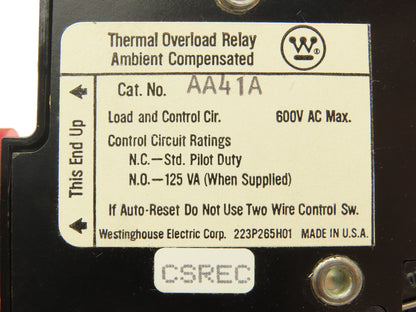 Thermal Overload Relay
Ambient Compensated
W
Cat. No. AA41A
Load and Control Cir. 600V AC Max.
Control Circuit Ratings
N.C.—Std. Pilot Duty
N.O.—125 VA (When Supplied)
If Auto-Reset Do Not Use Two Wire Control Sw.
Westinghouse Electric Corp. 223P265H01 MADE IN U.S.A.
This End Up
CSREC